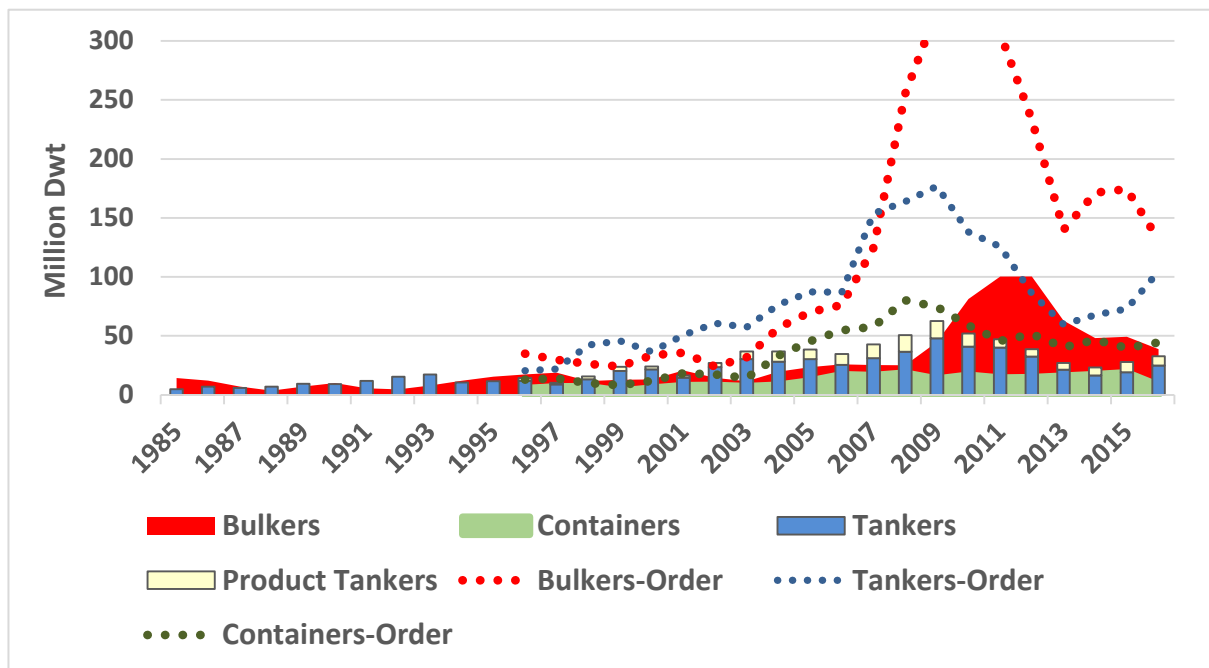 Million Dwt
300
250
200
150
100
50
0
1985
1987
1989
1991
1993
1995
1997
1999
2001
2003
2005
2007
2009
2011
2013
2015
Bulkers
Containers
Tankers
Product Tankers
Bulkers-Order
Tankers-Order
Containers-Order